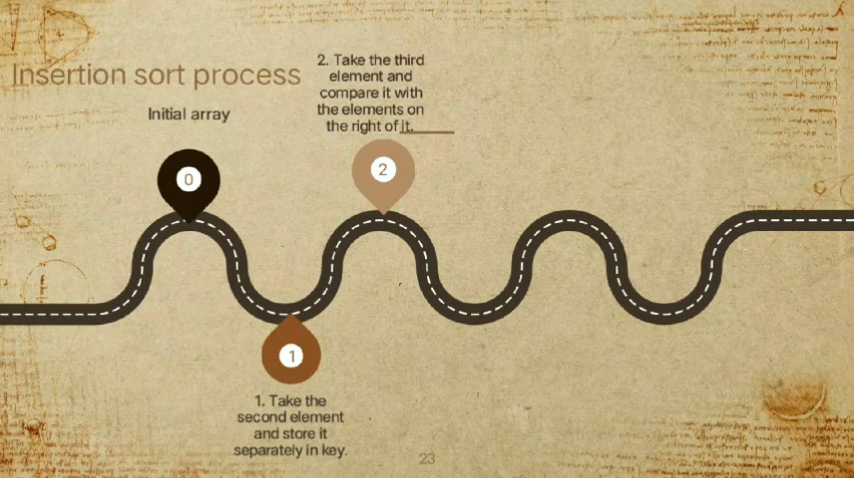 Insertion sort process
Initial array
0
1
1. Take the
second element
and store it
separately in key.
2. Take the third
element and
compare it with
the elements on
the right of it.
2
23